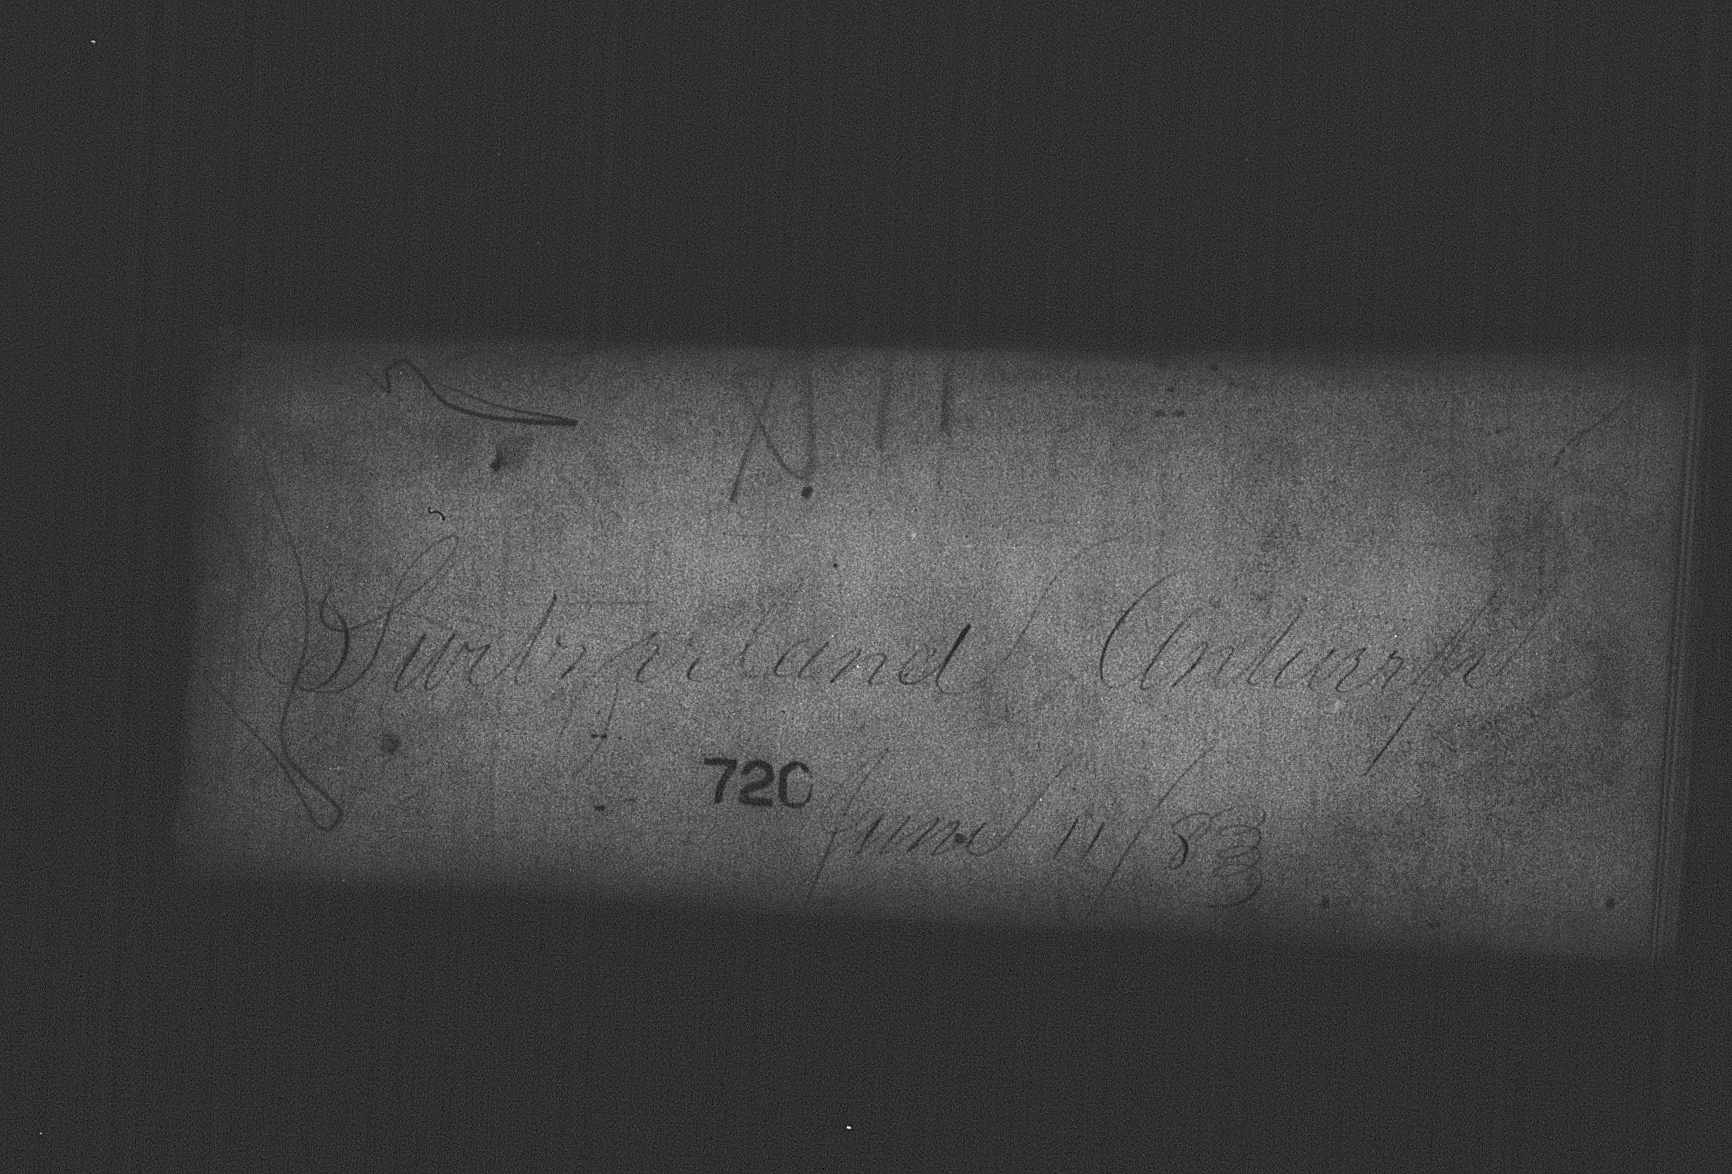 Switzerland Antwerp
720
June 11/83